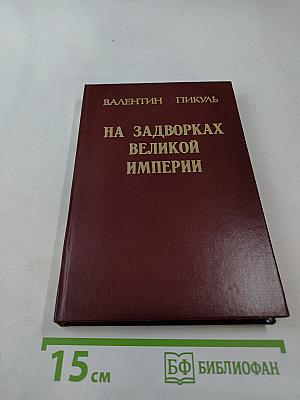 ВАЛЕНТИН ПИКУЛЬ
НА ЗАДВОРКАХ
ВЕЛИКОЙ
ИМПЕРИИ
15 см
БФ БИБЛИОФАН